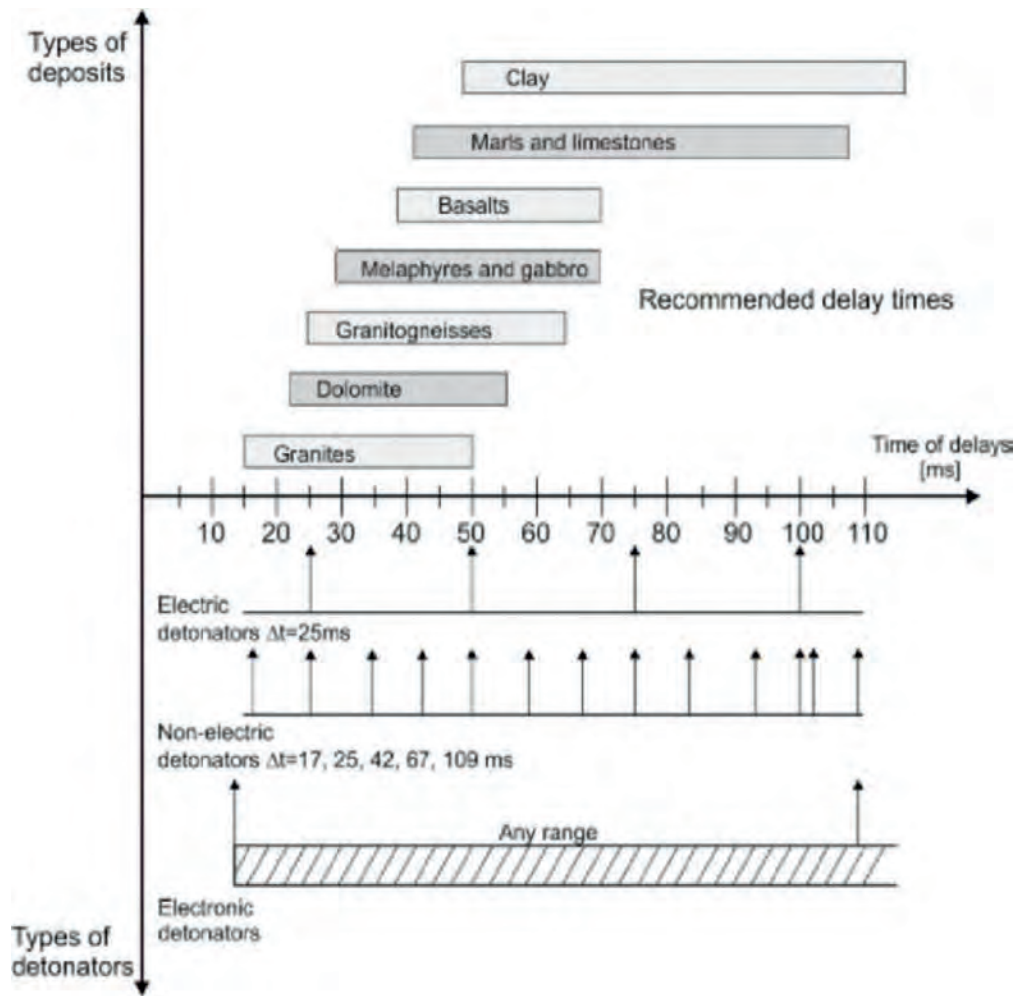 Types of
deposits
Clay
Marls and limestones
Basalts
Melaphyres and gabbro
Recommended delay times
Granitogneisses
Dolomite
Granites
Time of delays
[ms]
10 20 30 40 50 60 70 80 90 100 110
Electric
detonators Δt=25ms
Non-electric
detonators Δt=17, 25, 42, 67, 109 ms
Any range
Electronic
detonators
Types of
detonators